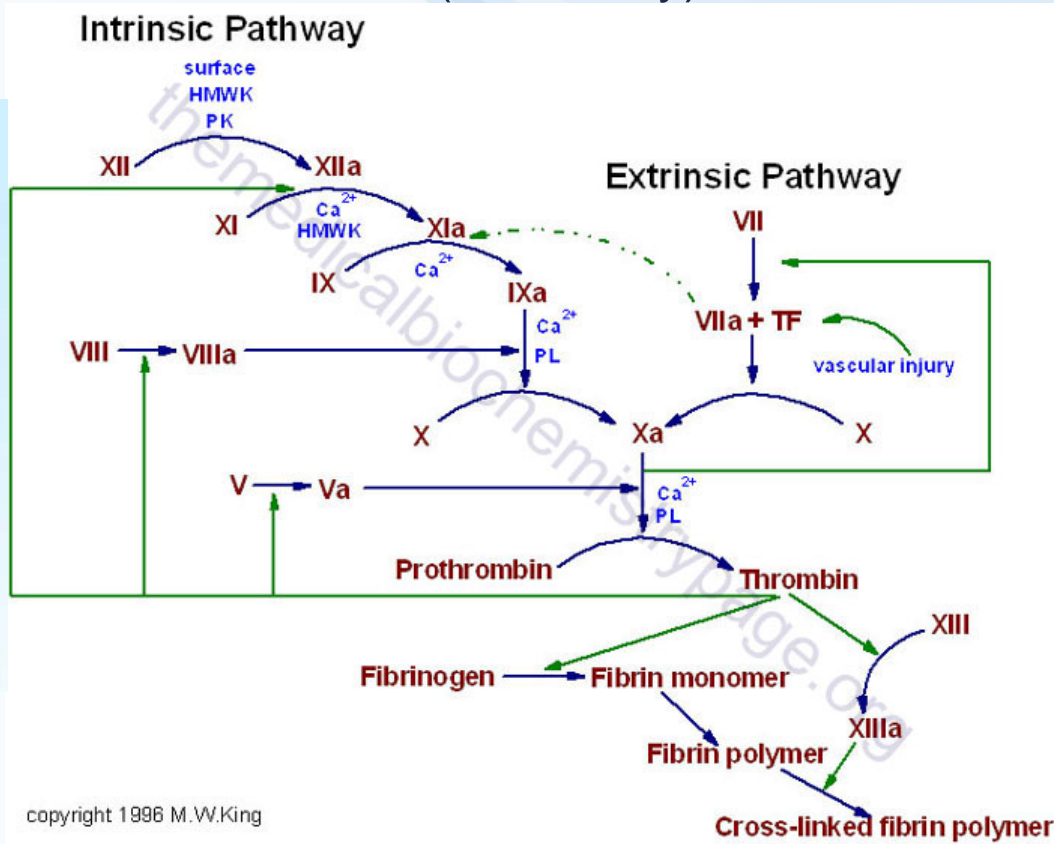 Intrinsic Pathway
surface
HMWK
PK
XII
XIIa
Extrinsic Pathway
XI
Ca2+
HMWK
XIa
VII
IX
Ca2+
IXa
VIIa + TF
Ca2+
VIII
VIIIa
PL
vascular injury
X
Xa
X
V
Va
Ca2+
PL
Prothrombin
Thrombin
XIII
Fibrinogen
Fibrin monomer
XIIIa
Fibrin polymer
copyright 1996 M.W.King
Cross-linked fibrin polymer
themedicalbiochemistrypage.org